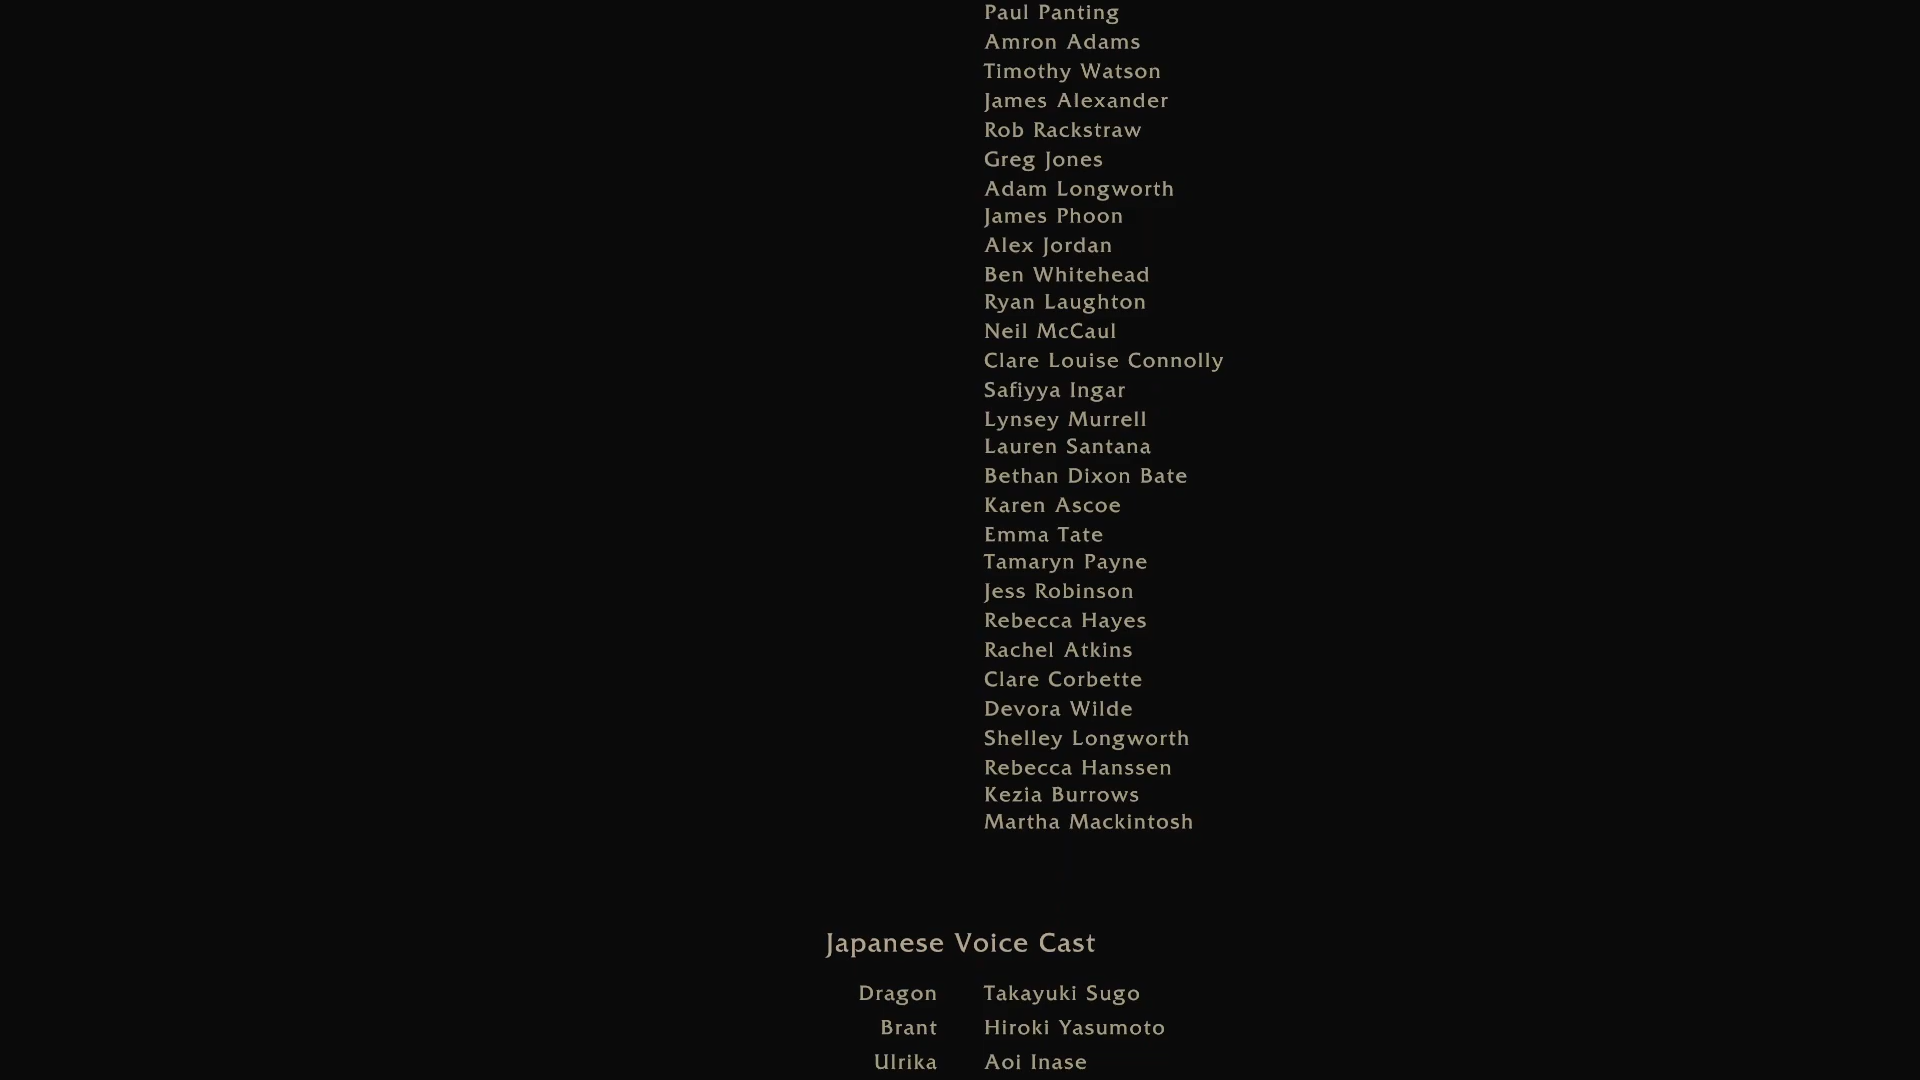 Paul Panting
Amron Adams
Timothy Watson
James Alexander
Rob Rackstraw
Greg Jones
Adam Longworth
James Phoon
Alex Jordan
Ben Whitehead
Ryan Laughton
Neil McCaul
Clare Louise Connolly
Safiyya Ingar
Lynsey Murrell
Lauren Santana
Bethan Dixon Bate
Karen Ascoe
Emma Tate
Tamaryn Payne
Jess Robinson
Rebecca Hayes
Rachel Atkins
Clare Corbette
Devora Wilde
Shelley Longworth
Rebecca Hanssen
Kezia Burrows
Martha Mackintosh
Japanese Voice Cast
Dragon Takayuki Sugo
Brant Hiroki Yasumoto
Ulrika Aoi Inase